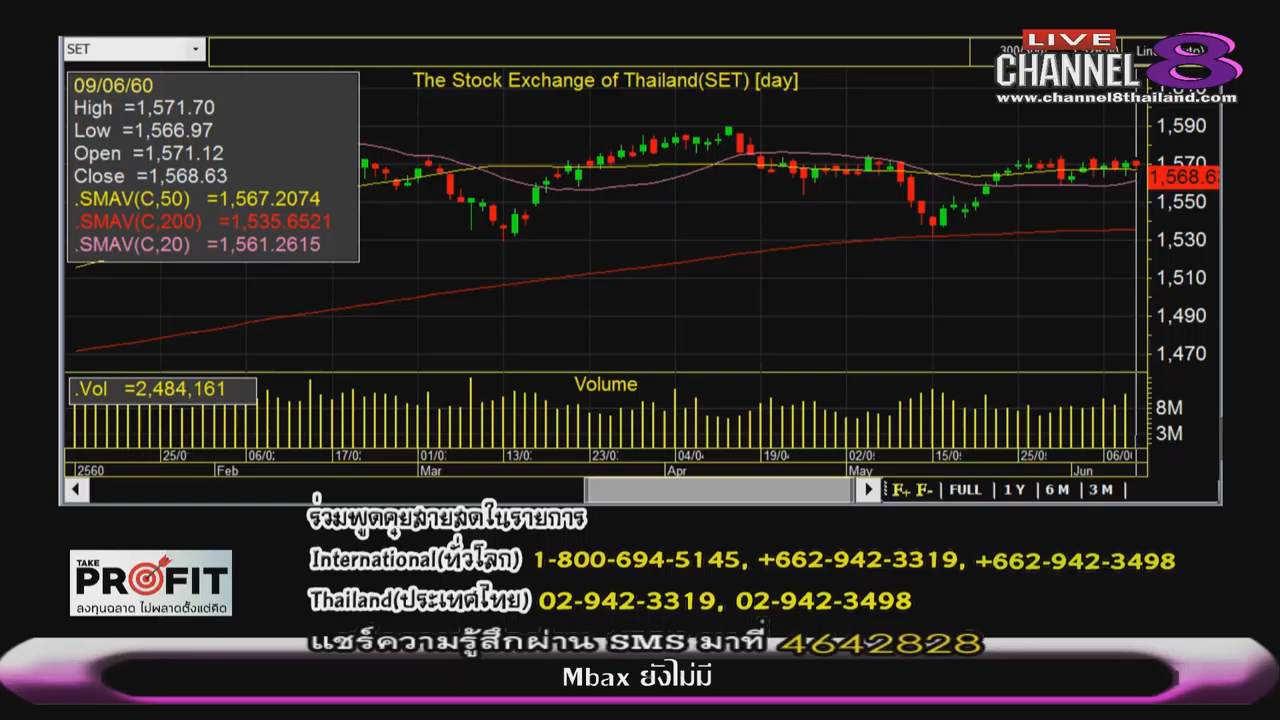 SET
LIVE
CHANNEL 8
www.channel8thailand.com
The Stock Exchange of Thailand(SET) [day]
09/06/60
High =1,571.70
Low =1,566.97
Open =1,571.12
Close =1,568.63
.SMAV(C,50) =1,567.2074
.SMAV(C,200) =1,535.6521
.SMAV(C,20) =1,561.2615
1,590
1,570
1,568.6
1,550
1,530
1,510
1,490
1,470
.Vol =2,484,161
Volume
8M
3M
25/0 06/0 17/0 01/0 13/0 23/0 04/0 19/0 02/0 15/0 25/0 06/0
2560 Feb Mar Apr May Jun
F+ F- | FULL | 1 Y | 6 M | 3 M |
ร่วมพูดคุยสายสดในรายการ
International(ทั่วโลก) 1-800-694-5145, +662-942-3319, +662-942-3498
Thailand(ประเทศไทย) 02-942-3319, 02-942-3498
TAKE
PROFIT
ลงทุนฉลาด ไม่พลาดตั้งแต่คิด
แชร์ความรู้สึกผ่าน SMS มาที่ 4642828
Mbax ยังไม่มี